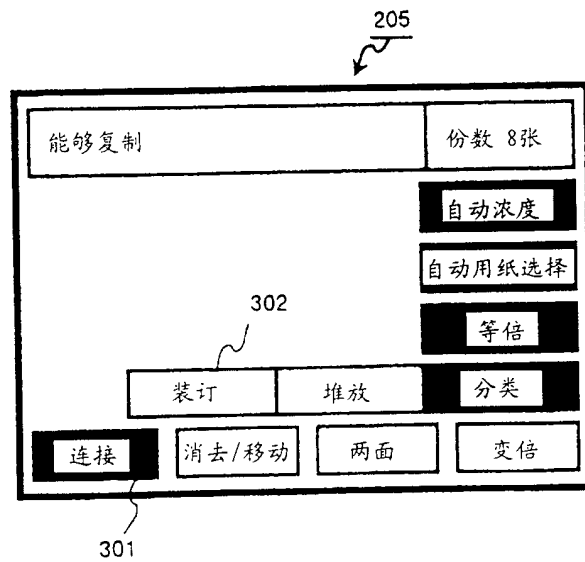 205
能够复制
份数 8张
自动浓度
自动用纸选择
等倍
302
装订
堆放
分类
连接
消去/移动
两面
变倍
301